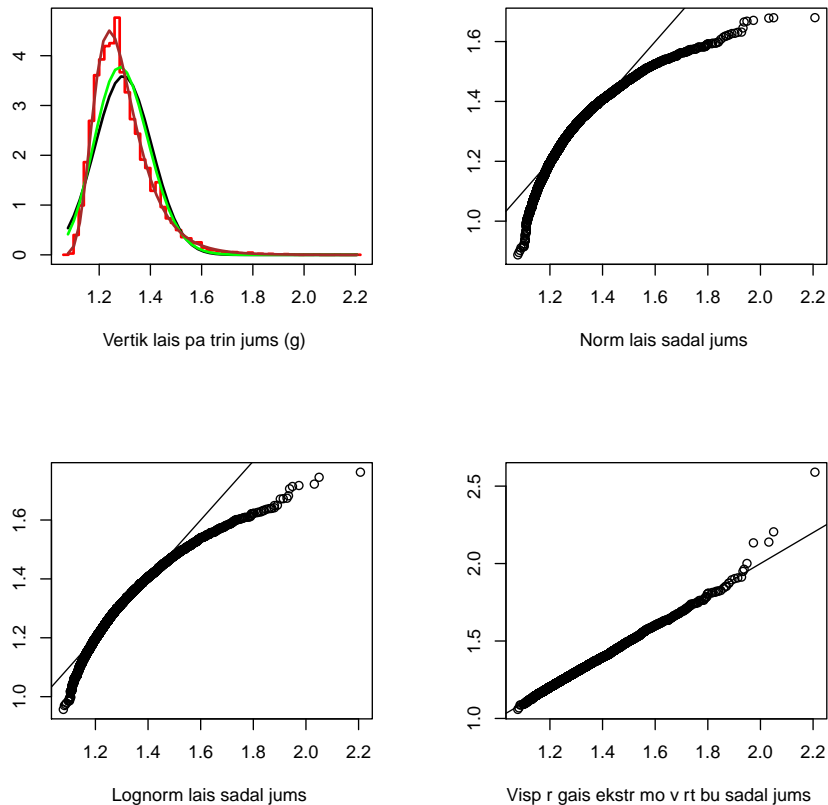 0 1 2 3 4
1.2 1.4 1.6 1.8 2.0 2.2
Vertik lais pa trin jums (g)
1.0 1.2 1.4 1.6
1.2 1.4 1.6 1.8 2.0 2.2
Norm lais sadal jums
1.0 1.2 1.4 1.6
1.2 1.4 1.6 1.8 2.0 2.2
Lognorm lais sadal jums
1.0 1.5 2.0 2.5
1.2 1.4 1.6 1.8 2.0 2.2
Visp r gais ekstr mo v rt bu sadal jums